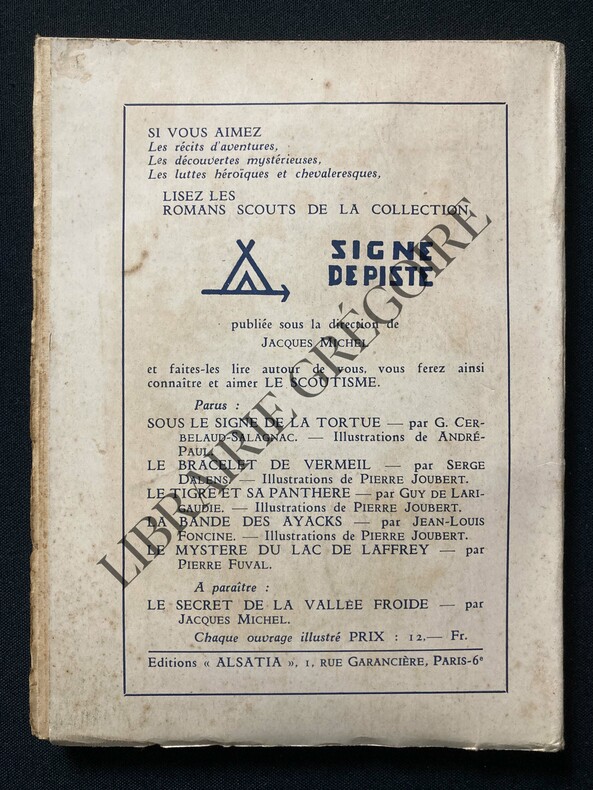 SI VOUS AIMEZ
Les récits d'aventures,
Les découvertes mystérieuses,
Les luttes héroïques et chevaleresques,
LISEZ LES
ROMANS SCOUTS DE LA COLLECTION
SIGNE
DE PISTE
publiée sous la direction de
JACQUES MICHEL
et faites-les lire autour de vous, vous ferez ainsi
connaître et aimer LE SCOUTISME.
Parus :
SOUS LE SIGNE DE LA TORTUE — par G. CER-
BELAUD-SALAGNAC. — Illustrations de ANDRÉ-
PAUL.
LE BRACELET DE VERMEIL — par SERGE
DALENS. — Illustrations de PIERRE JOUBERT.
LE TIGRE ET SA PANTHERE — par GUY DE LARI-
GAUDIE. — Illustrations de PIERRE JOUBERT.
LA BANDE DES AYACKS — par JEAN-LOUIS
FONCINE. — Illustrations de PIERRE JOUBERT.
LE MYSTERE DU LAC DE LAFFREY — par
PIERRE FUVAL.
A paraître :
LE SECRET DE LA VALLÉE FROIDE — par
JACQUES MICHEL.
Chaque ouvrage illustré PRIX : 12,— Fr.
Editions « ALSATIA », 1, RUE GARANCIÈRE, PARIS-6e
LIBRAIRIE GRÉGOIRE